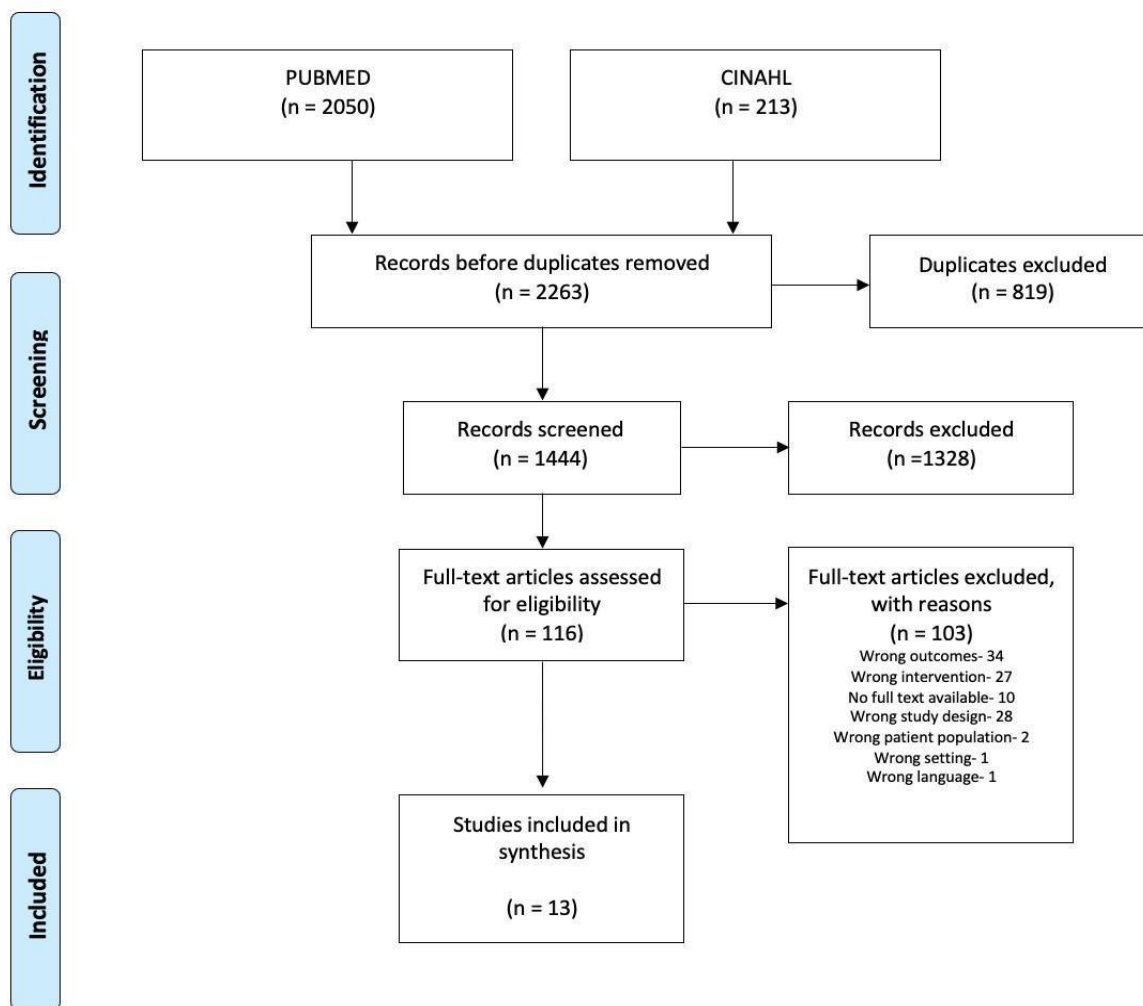 Identification
PUBMED
(n = 2050)
CINAHL
(n = 213)
Records before duplicates removed
(n = 2263)
Duplicates excluded
(n = 819)
Screening
Records screened
(n = 1444)
Records excluded
(n =1328)
Eligibility
Full-text articles assessed
for eligibility
(n = 116)
Full-text articles excluded,
with reasons
(n = 103)
Wrong outcomes- 34
Wrong intervention- 27
No full text available- 10
Wrong study design- 28
Wrong patient population- 2
Wrong setting- 1
Wrong language- 1
Included
Studies included in
synthesis
(n = 13)